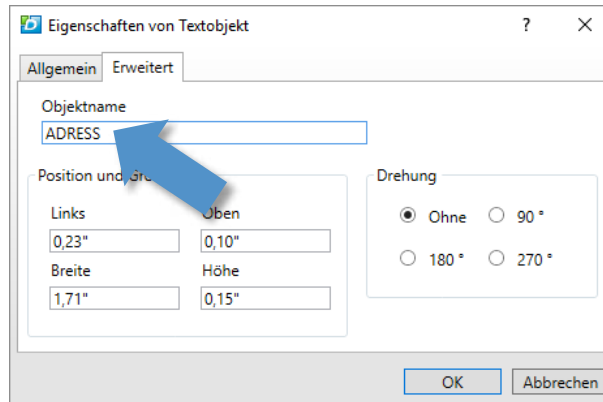 Eigenschaften von Textobjekt ? ×
Allgemein Erweitert
Objektname
ADRESS
Position und Drehung
Links Oben
0,23" 0,10"
Ohne 90 °
Breite Höhe
180 ° 270 °
1,71" 0,15"
OK Abbrechen